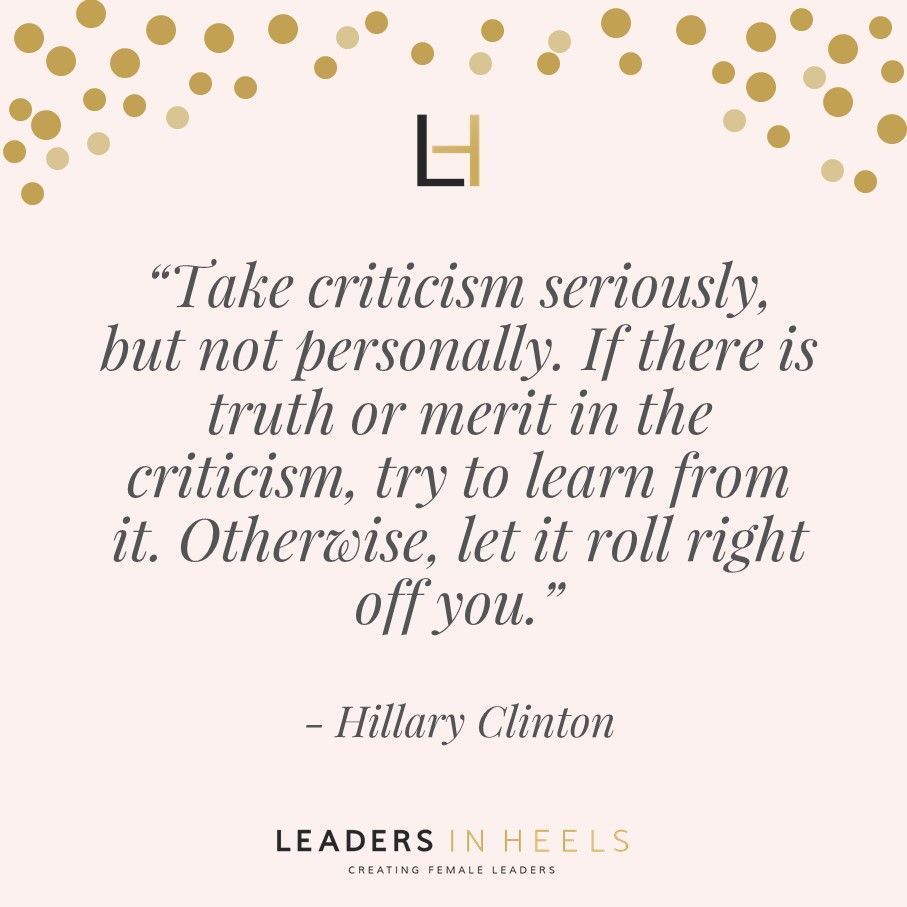 LH
“Take criticism seriously,
but not personally. If there is
truth or merit in the
criticism, try to learn from
it. Otherwise, let it roll right
off you.”
- Hillary Clinton
LEADERS IN HEELS
CREATING FEMALE LEADERS